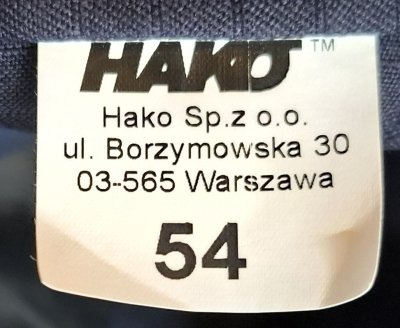 HAKO™
Hako Sp.z o.o.
ul. Borzymowska 30
03-565 Warszawa
54